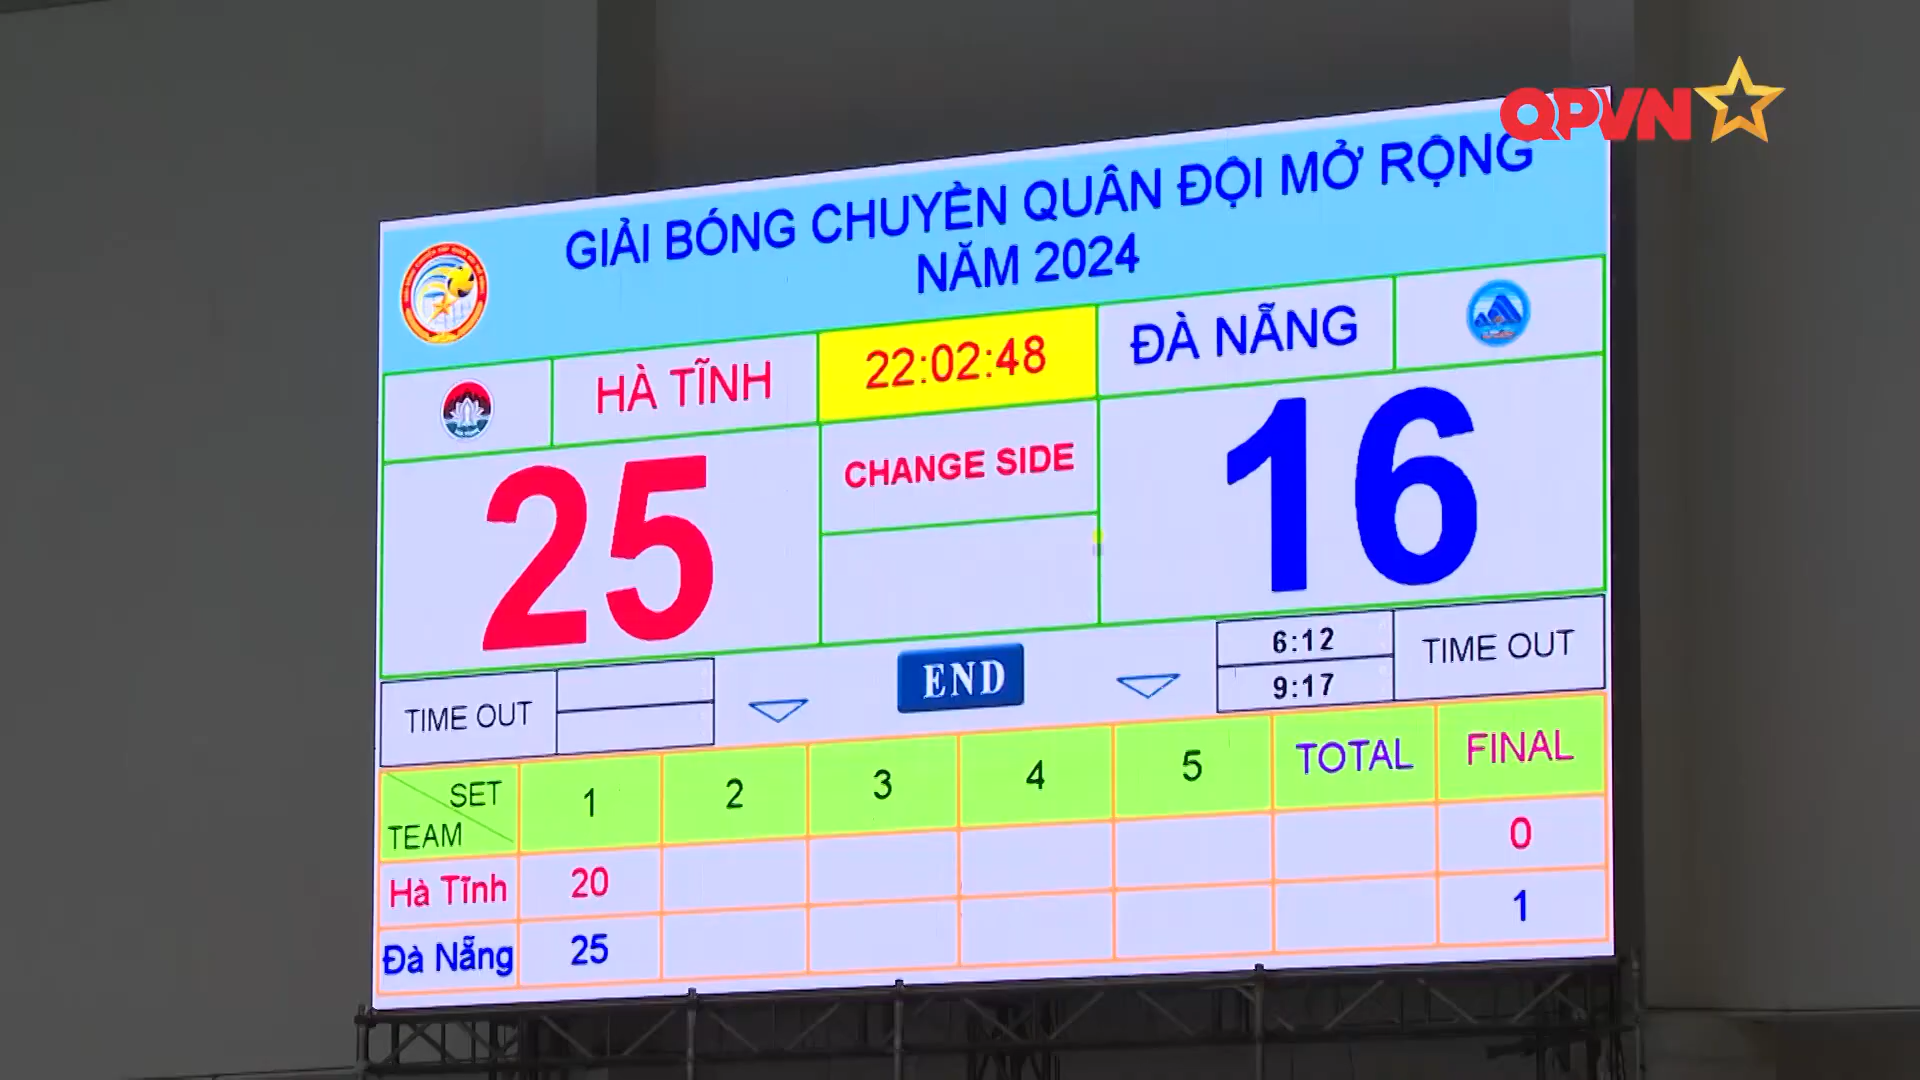 QPVN
GIẢI BÓNG CHUYỀN QUÂN ĐỘI MỞ RỘNG
NĂM 2024
HÀ TĨNH
22:02:48
ĐÀ NẴNG
25
CHANGE SIDE
16
TIME OUT
END
6:12
9:17
TIME OUT
SET
TEAM
1 2 3 4 5 TOTAL FINAL
Hà Tĩnh 20 0
Đà Nẵng 25 1